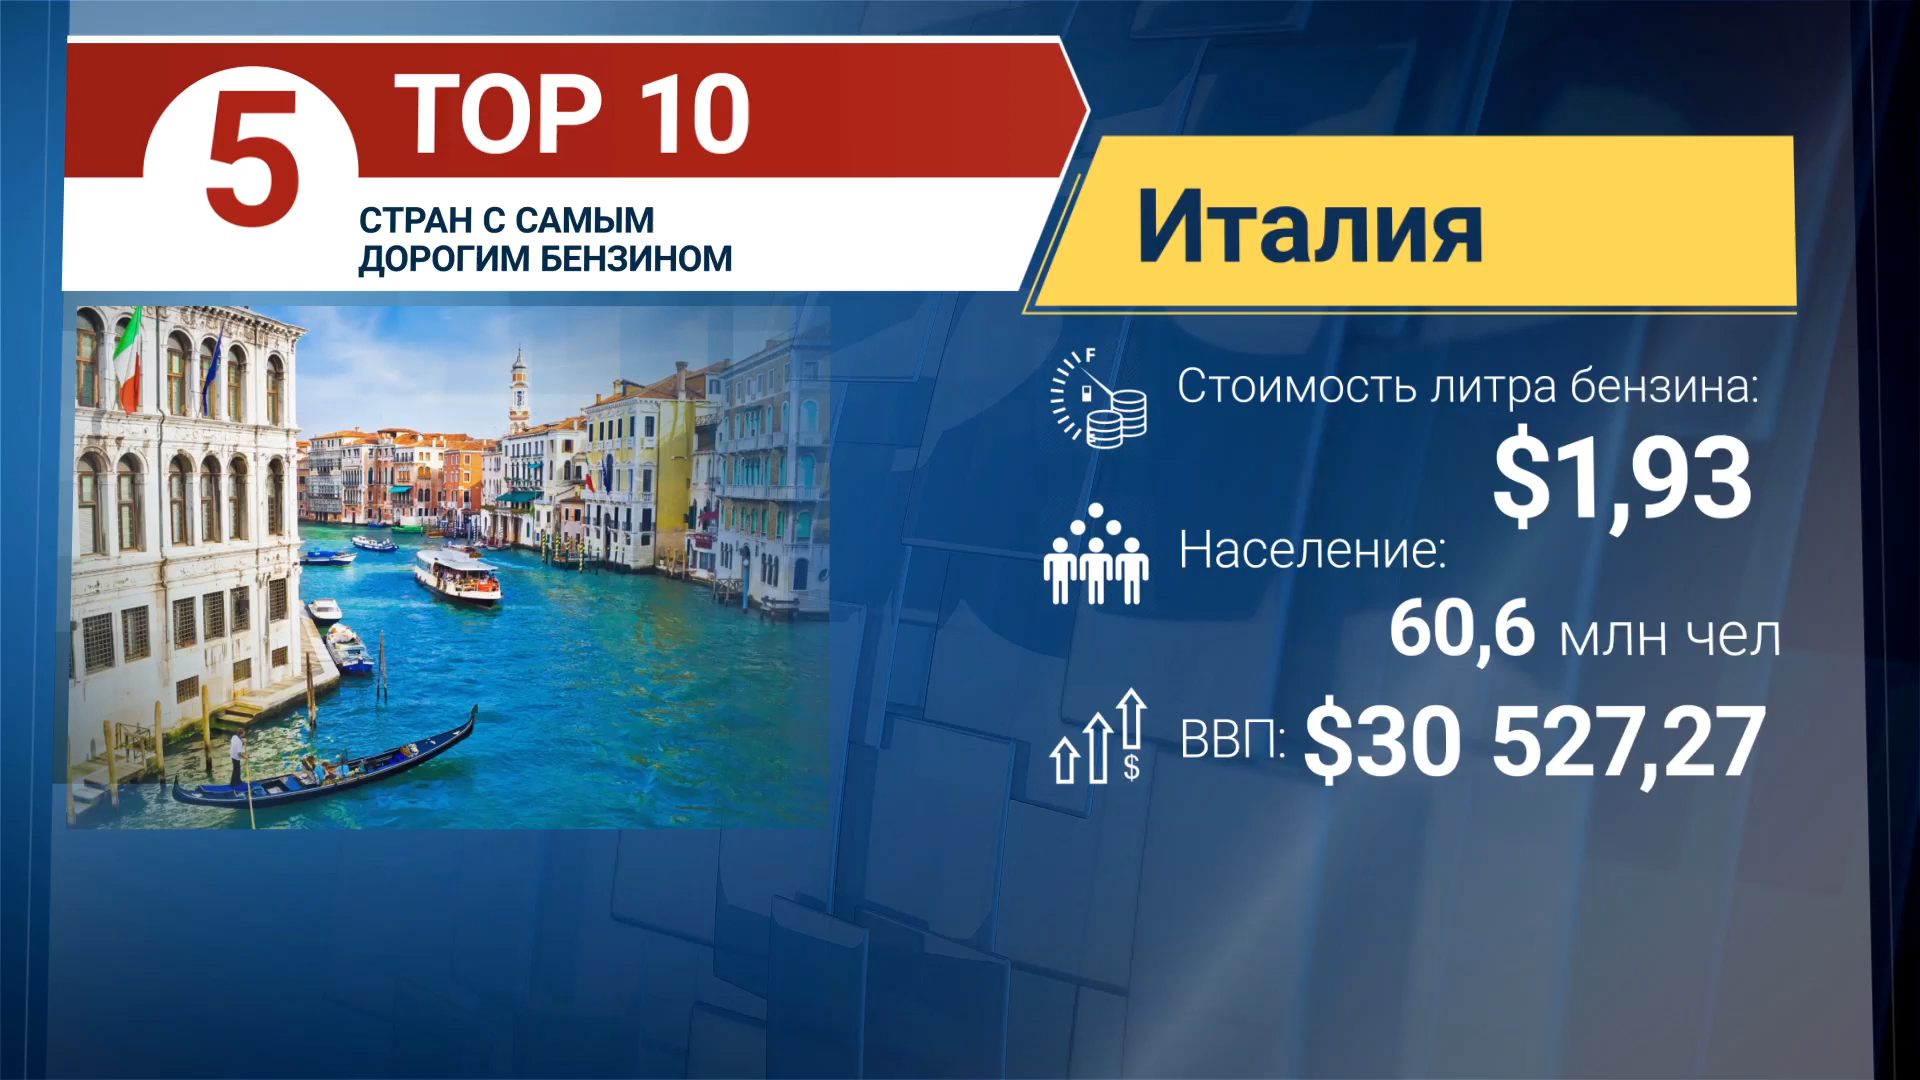 5
TOP 10
СТРАН С САМЫМ
ДОРОГИМ БЕНЗИНОМ
Италия
F
Стоимость литра бензина:
$1,93
Население:
60,6 млн чел
ВВП: $30 527,27
$